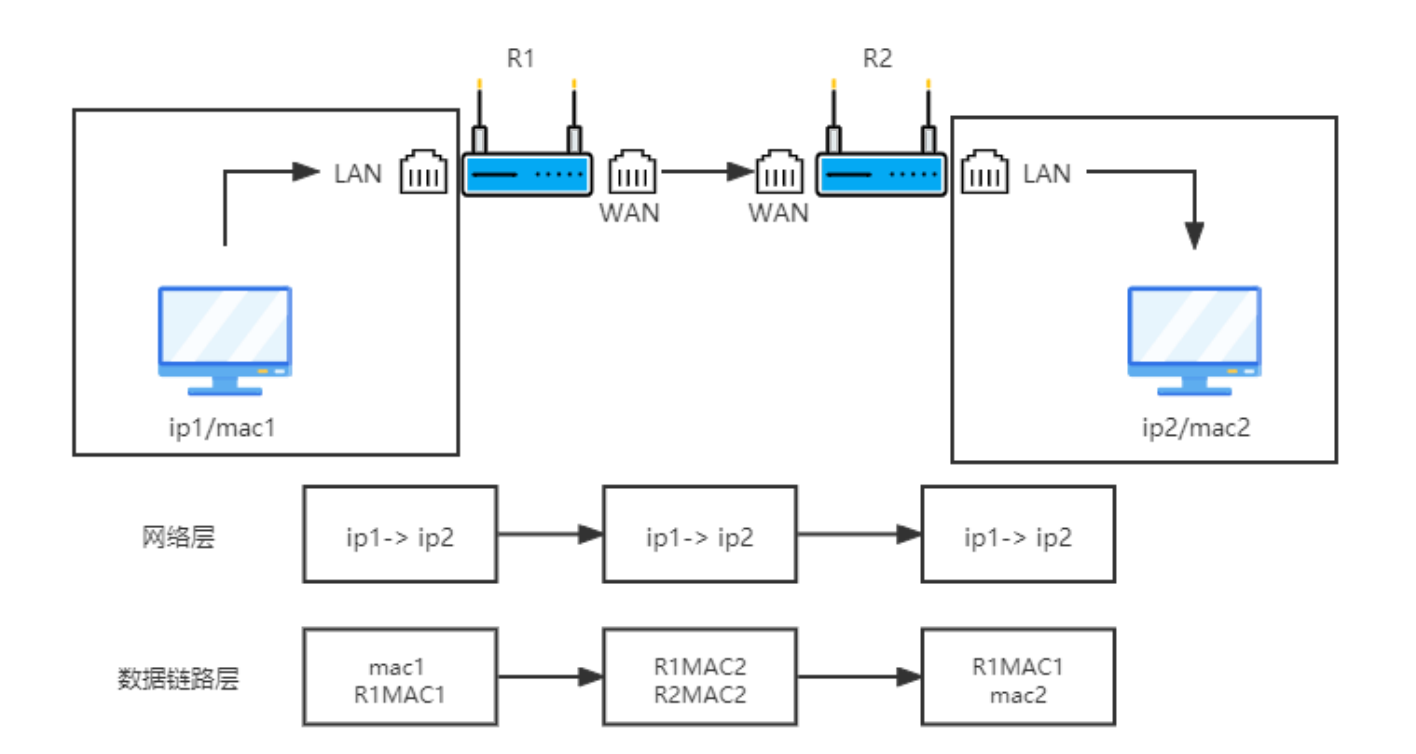 R1
R2
LAN
WAN
WAN
LAN
ip1/mac1
ip2/mac2
网络层
ip1-> ip2
ip1-> ip2
ip1-> ip2
数据链路层
mac1
R1MAC1
R1MAC2
R2MAC2
R1MAC1
mac2